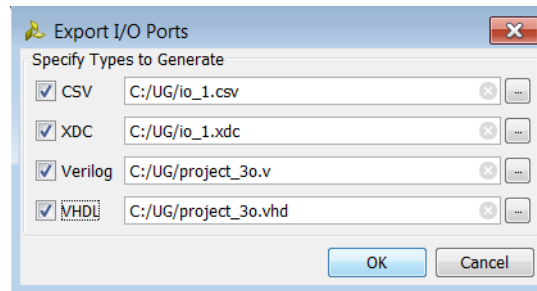 Export I/O Ports
Specify Types to Generate
CSV C:/UG/io_1.csv ...
XDC C:/UG/io_1.xdc ...
Verilog C:/UG/project_3o.v ...
VHDL C:/UG/project_3o.vhd ...
OK Cancel